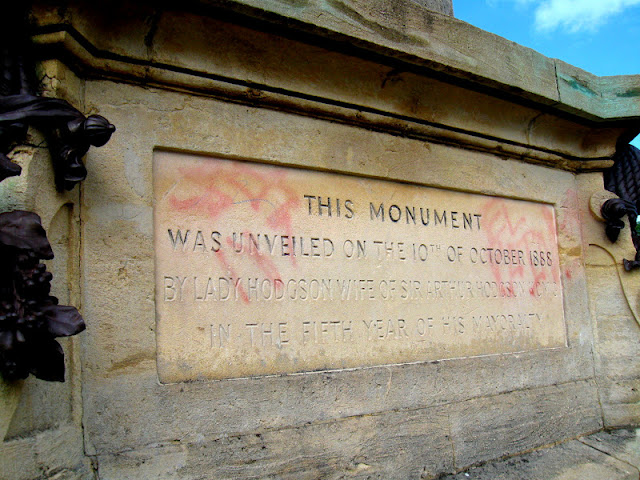 THIS MONUMENT
WAS UNVEILED ON THE 10TH OF OCTOBER 1888
BY LADY HODGSON WIFE OF SIR ARTHUR HODGSON K.C.M.G.
IN THE FIFTH YEAR OF HIS MAYORALTY